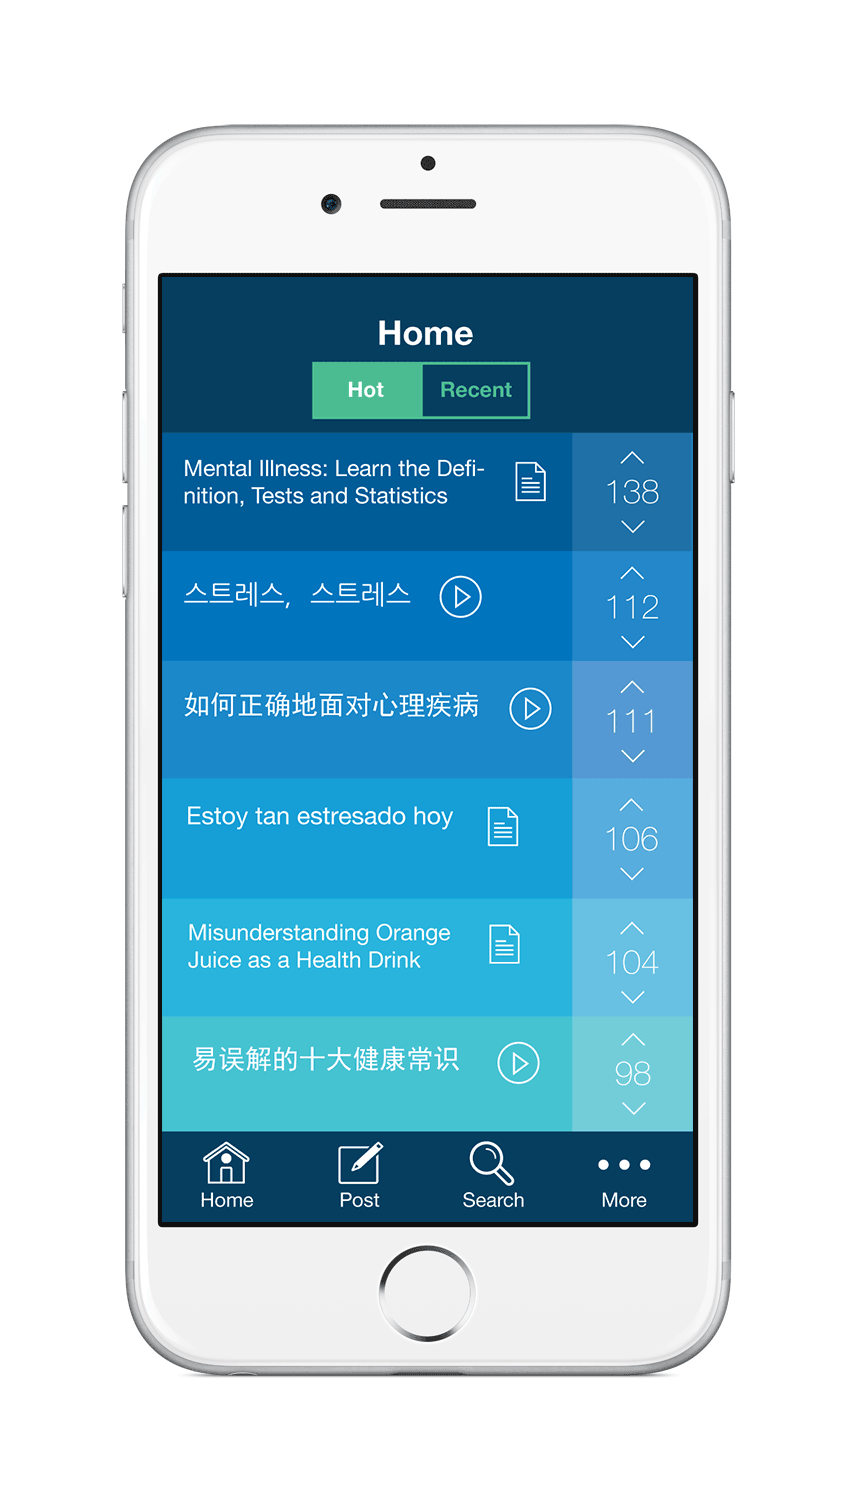 Home
Hot
Recent
Mental Illness: Learn the Defi-
nition, Tests and Statistics
138
스트레스, 스트레스
112
如何正确地面对心理疾病
111
Estoy tan estresado hoy
106
Misunderstanding Orange
Juice as a Health Drink
104
易误解的十大健康常识
98
Home
Post
Search
More